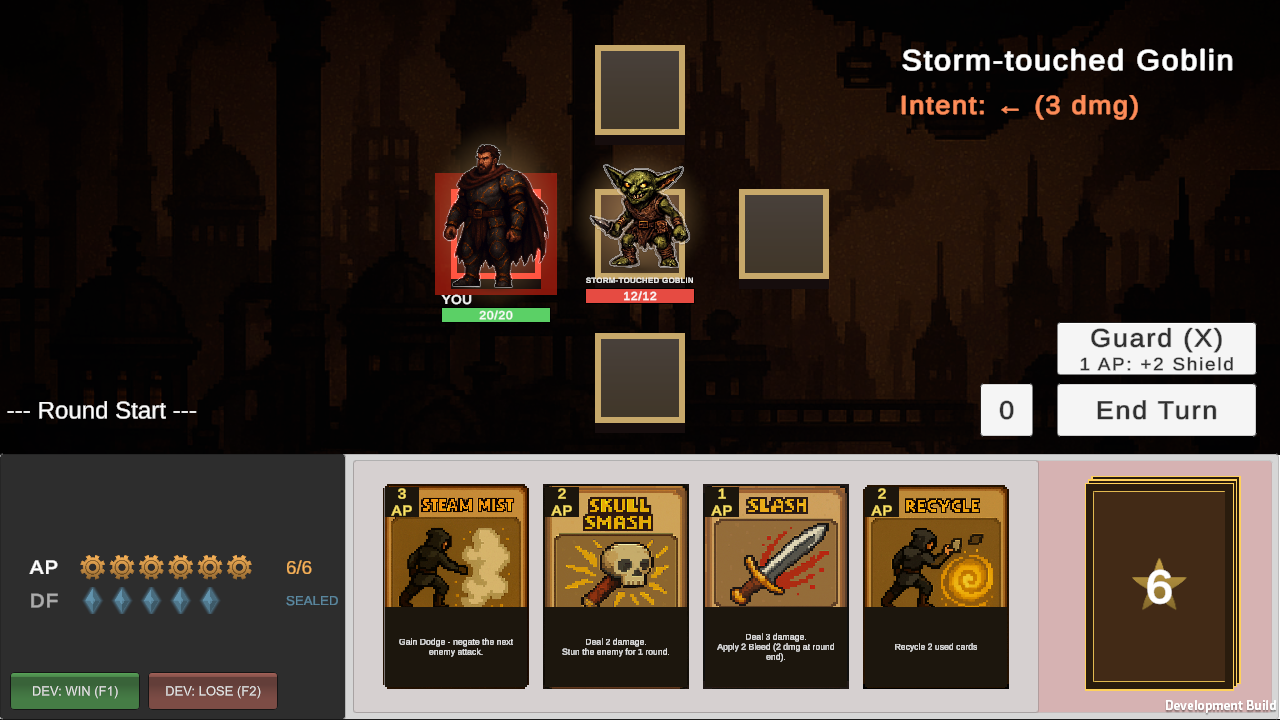 Storm-touched Goblin
Intent: ← (3 dmg)
STORM-TOUCHED GOBLIN
12/12
YOU
20/20
Guard (X)
1 AP: +2 Shield
--- Round Start ---
0
End Turn
AP
6/6
DF
SEALED
DEV: WIN (F1)
DEV: LOSE (F2)
3
AP
STEAM MIST
Gain Dodge - negate the next
enemy attack.
2
AP
SKULL
SMASH
Deal 2 damage.
Stun the enemy for 1 round.
1
AP
SLASH
Deal 3 damage.
Apply 2 Bleed (2 dmg at round
end).
2
AP
RECYCLE
Recycle 2 used cards
6
Development Build